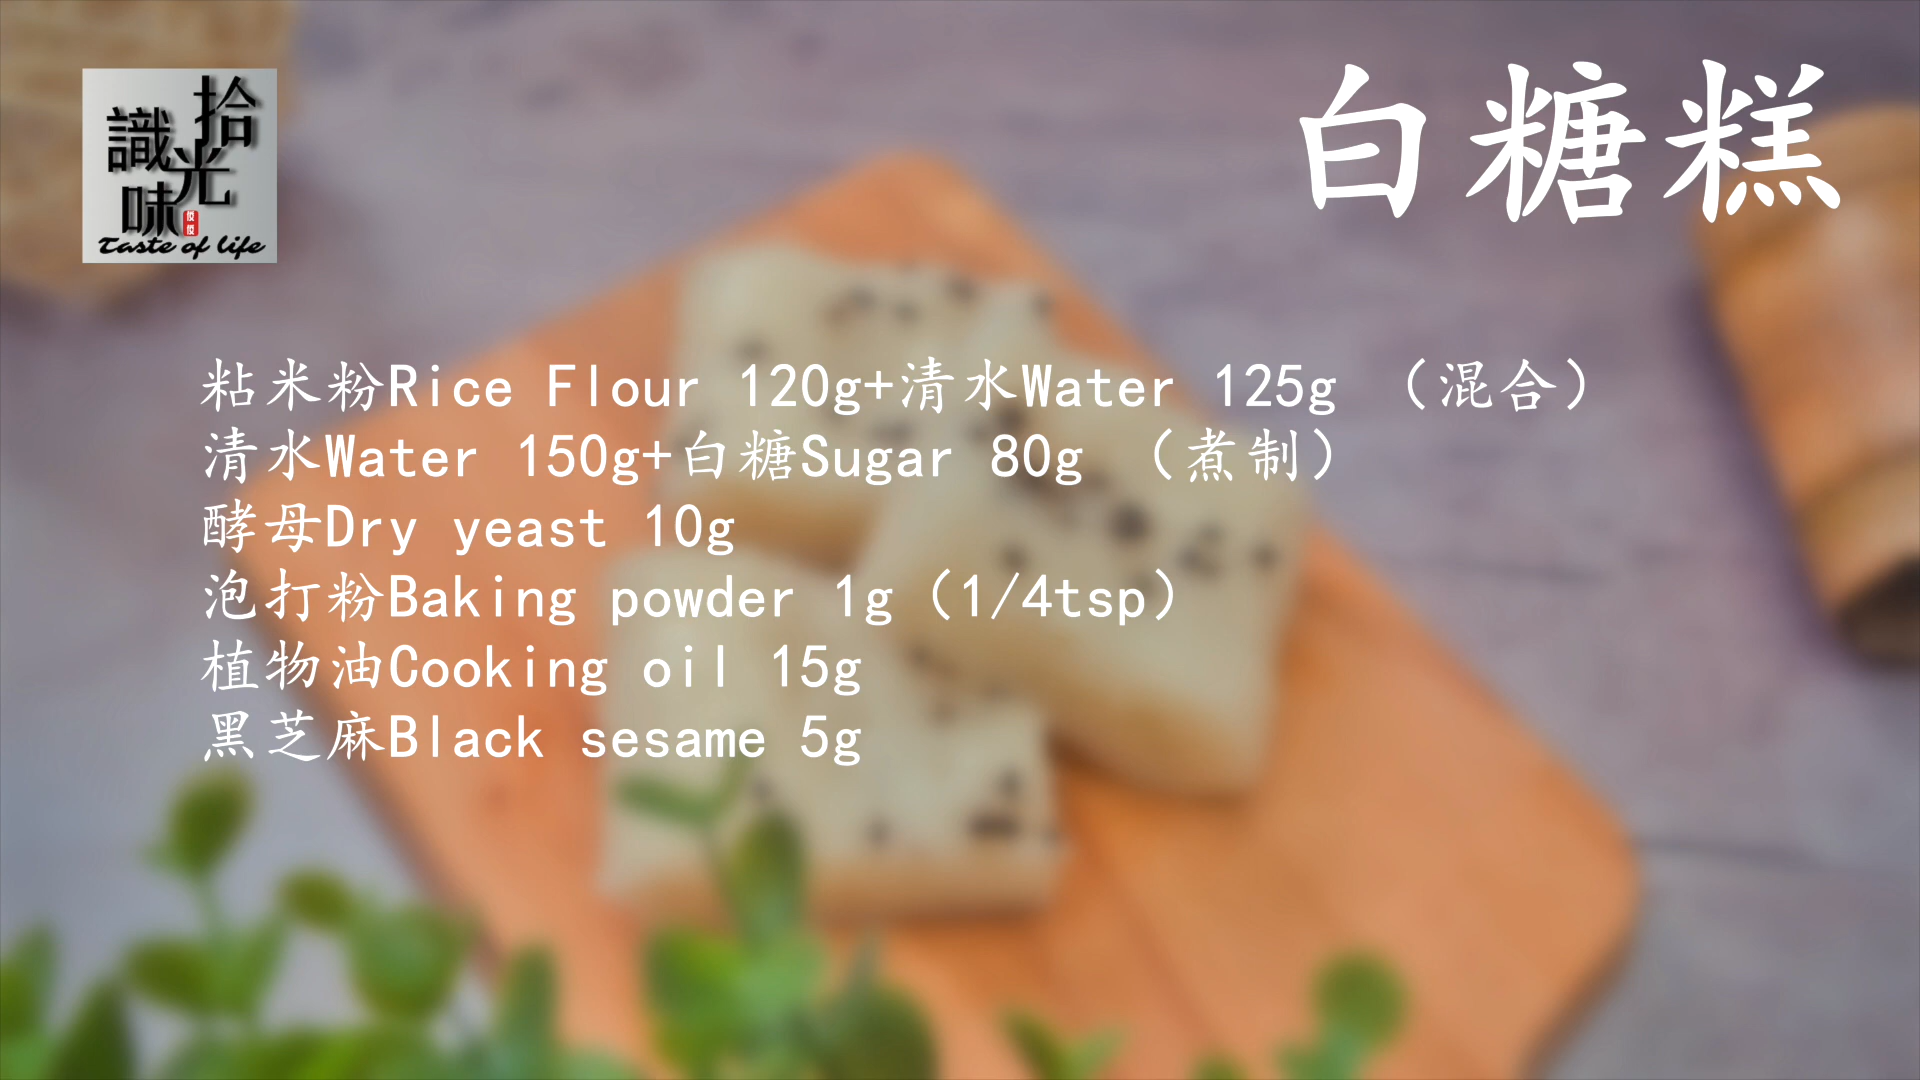 拾光
識味
Taste of life
白糖糕
粘米粉Rice Flour 120g+清水Water 125g （混合）
清水Water 150g+白糖Sugar 80g （煮制）
酵母Dry yeast 10g
泡打粉Baking powder 1g（1/4tsp）
植物油Cooking oil 15g
黑芝麻Black sesame 5g